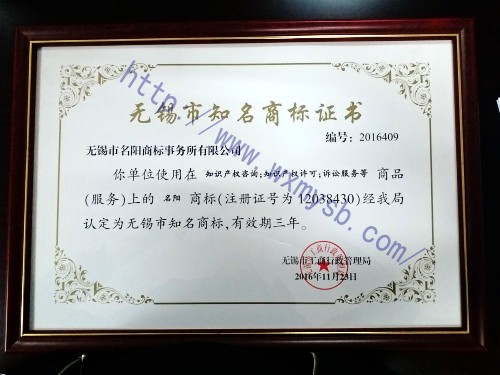 无锡市知名商标证书
编号：2016409
无锡市名阳商标事务所有限公司
你单位使用在 知识产权咨询;知识产权许可;诉讼服务等 商品
(服务)上的 名阳 商标(注册证号为12038430)经我局
认定为无锡市知名商标,有效期三年。
无锡市工商行政管理局
2016年11月23日
http://www.wxmysb.com/